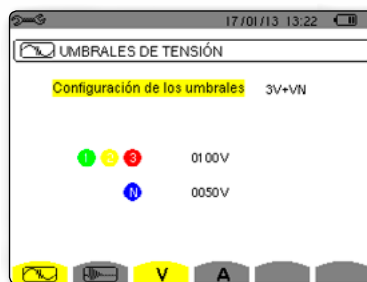 17/01/13 13:22
UMBRALES DE TENSIÓN
Configuración de los umbrales 3V+VN
1 2 3 0100V
N 0050V
V A